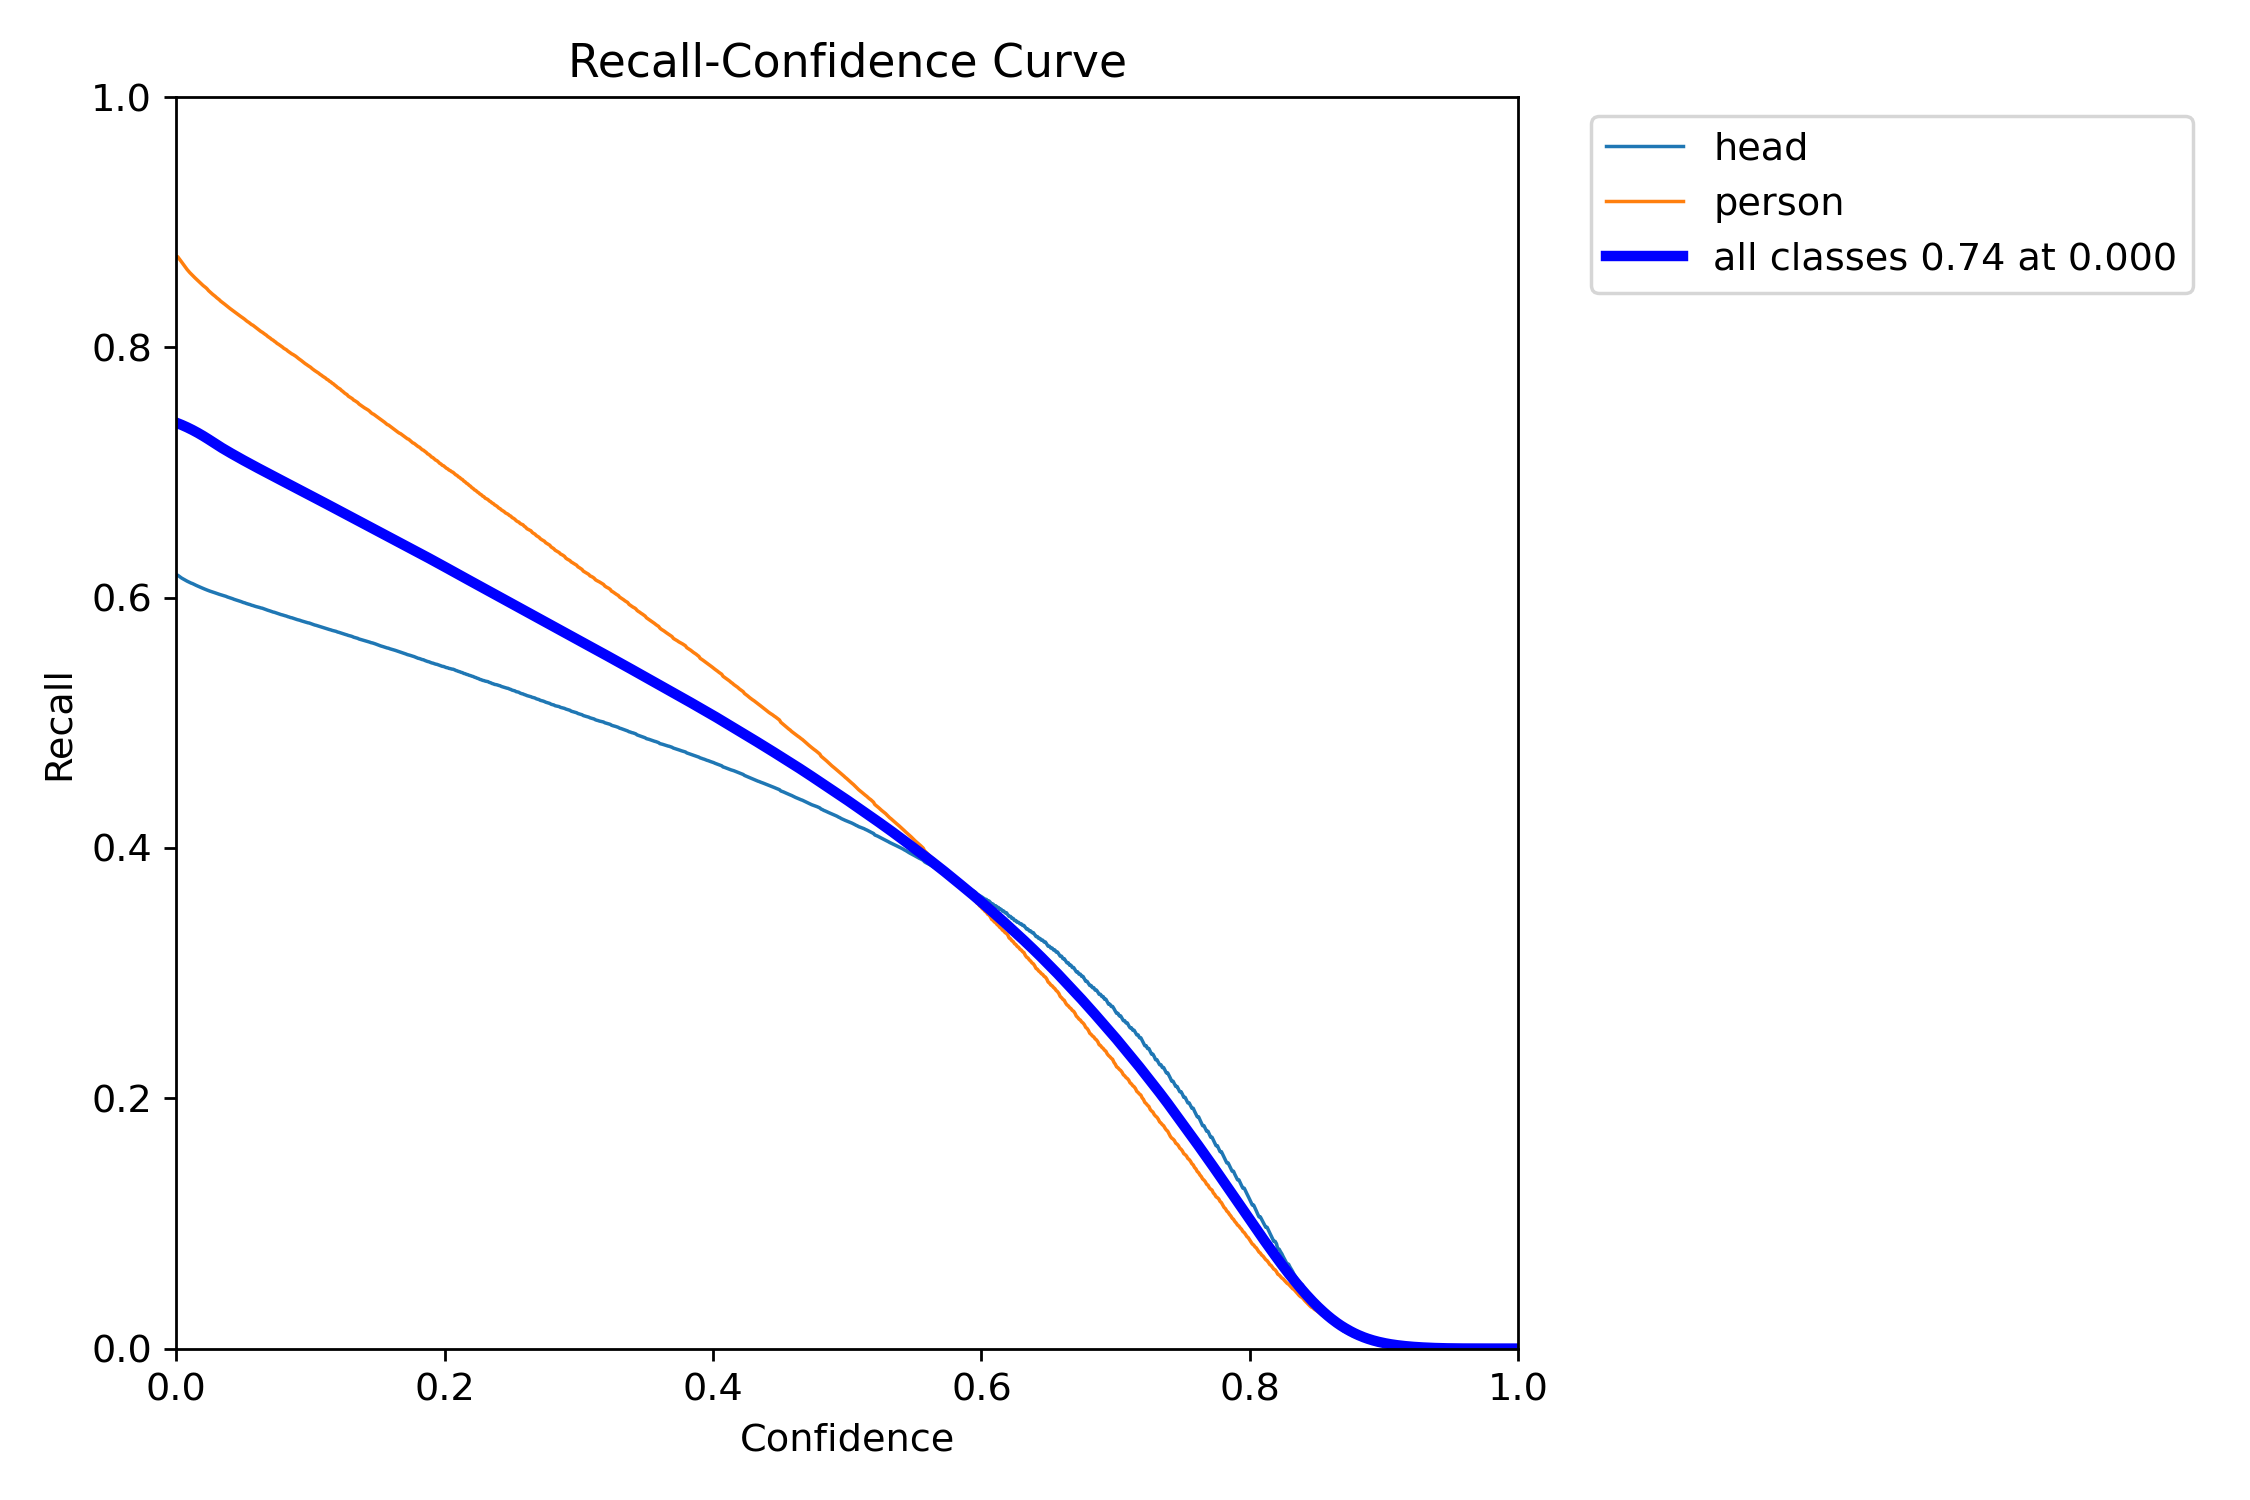 Recall-Confidence Curve
1.0
0.8
0.6
0.4
0.2
0.0
Recall
0.0 0.2 0.4 0.6 0.8 1.0
Confidence
head
person
all classes 0.74 at 0.000